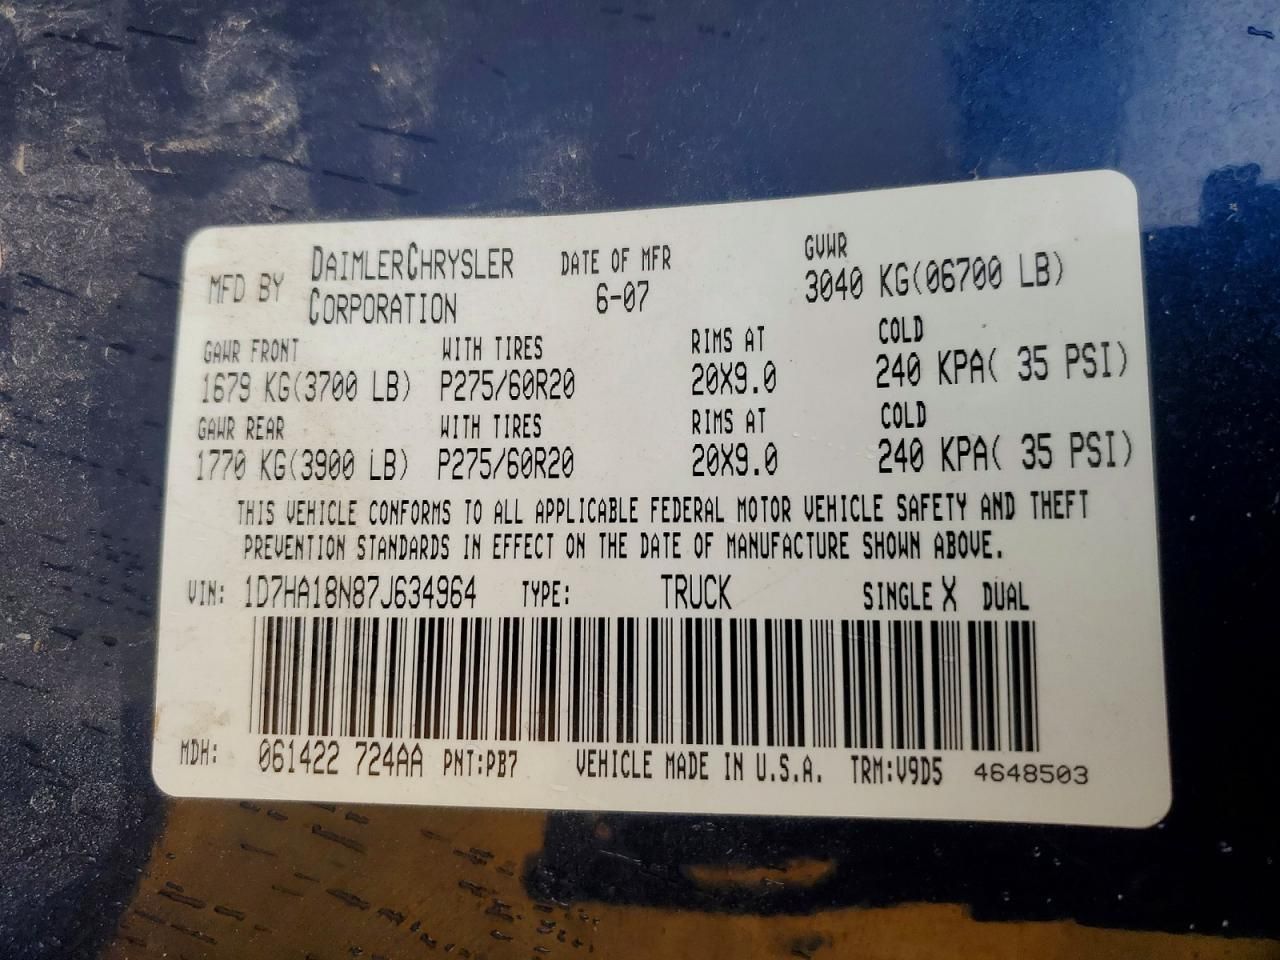 MFD BY DAIMLERCHRYSLER CORPORATION DATE OF MFR 6-07 GVWR 3040 KG(06700 LB)
GAWR FRONT WITH TIRES RIMS AT COLD
1679 KG(3700 LB) P275/60R20 20X9.0 240 KPA( 35 PSI)
GAWR REAR WITH TIRES RIMS AT COLD
1770 KG(3900 LB) P275/60R20 20X9.0 240 KPA( 35 PSI)
THIS VEHICLE CONFORMS TO ALL APPLICABLE FEDERAL MOTOR VEHICLE SAFETY AND THEFT
PREVENTION STANDARDS IN EFFECT ON THE DATE OF MANUFACTURE SHOWN ABOVE.
VIN: 1D7HA18N87J634964 TYPE: TRUCK SINGLE X DUAL
MDH: 061422 724AA PNT:PB7 VEHICLE MADE IN U.S.A. TRM:V9D5 4648503